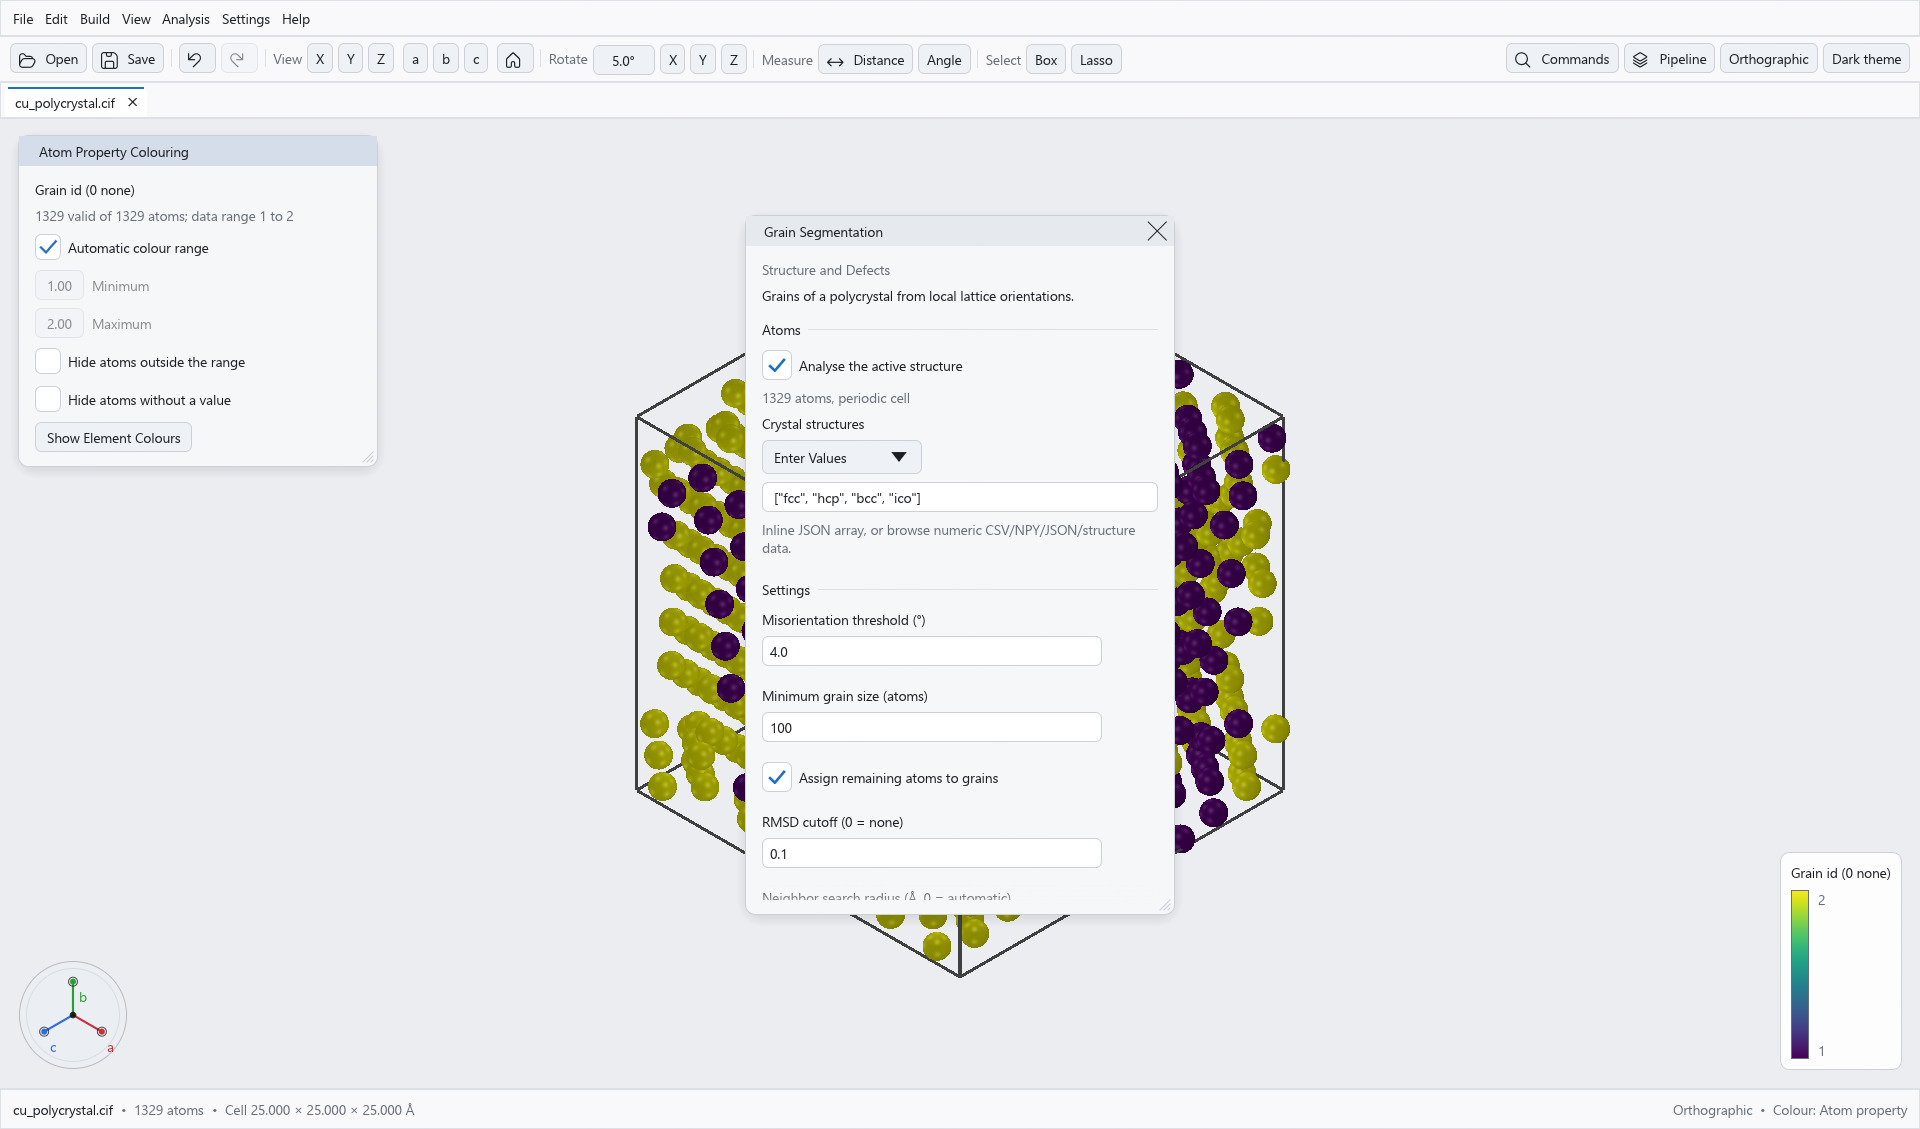 File Edit Build View Analysis Settings Help
Open Save View X Y Z a b c Rotate 5.0° X Y Z Measure Distance Angle Select Box Lasso Commands Pipeline Orthographic Dark theme
cu_polycrystal.cif
Atom Property Colouring
Grain id (0 none)
1329 valid of 1329 atoms; data range 1 to 2
Automatic colour range
1.00 Minimum
2.00 Maximum
Hide atoms outside the range
Hide atoms without a value
Show Element Colours
Grain Segmentation
Structure and Defects
Grains of a polycrystal from local lattice orientations.
Atoms
Analyse the active structure
1329 atoms, periodic cell
Crystal structures
Enter Values
["fcc", "hcp", "bcc", "ico"]
Inline JSON array, or browse numeric CSV/NPY/JSON/structure
data.
Settings
Misorientation threshold (°)
4.0
Minimum grain size (atoms)
100
Assign remaining atoms to grains
RMSD cutoff (0 = none)
0.1
Neighbor search radius (Å, 0 = automatic)
Grain id (0 none)
2
1
b
c
a
cu_polycrystal.cif • 1329 atoms • Cell 25.000 × 25.000 × 25.000 Å
Orthographic • Colour: Atom property